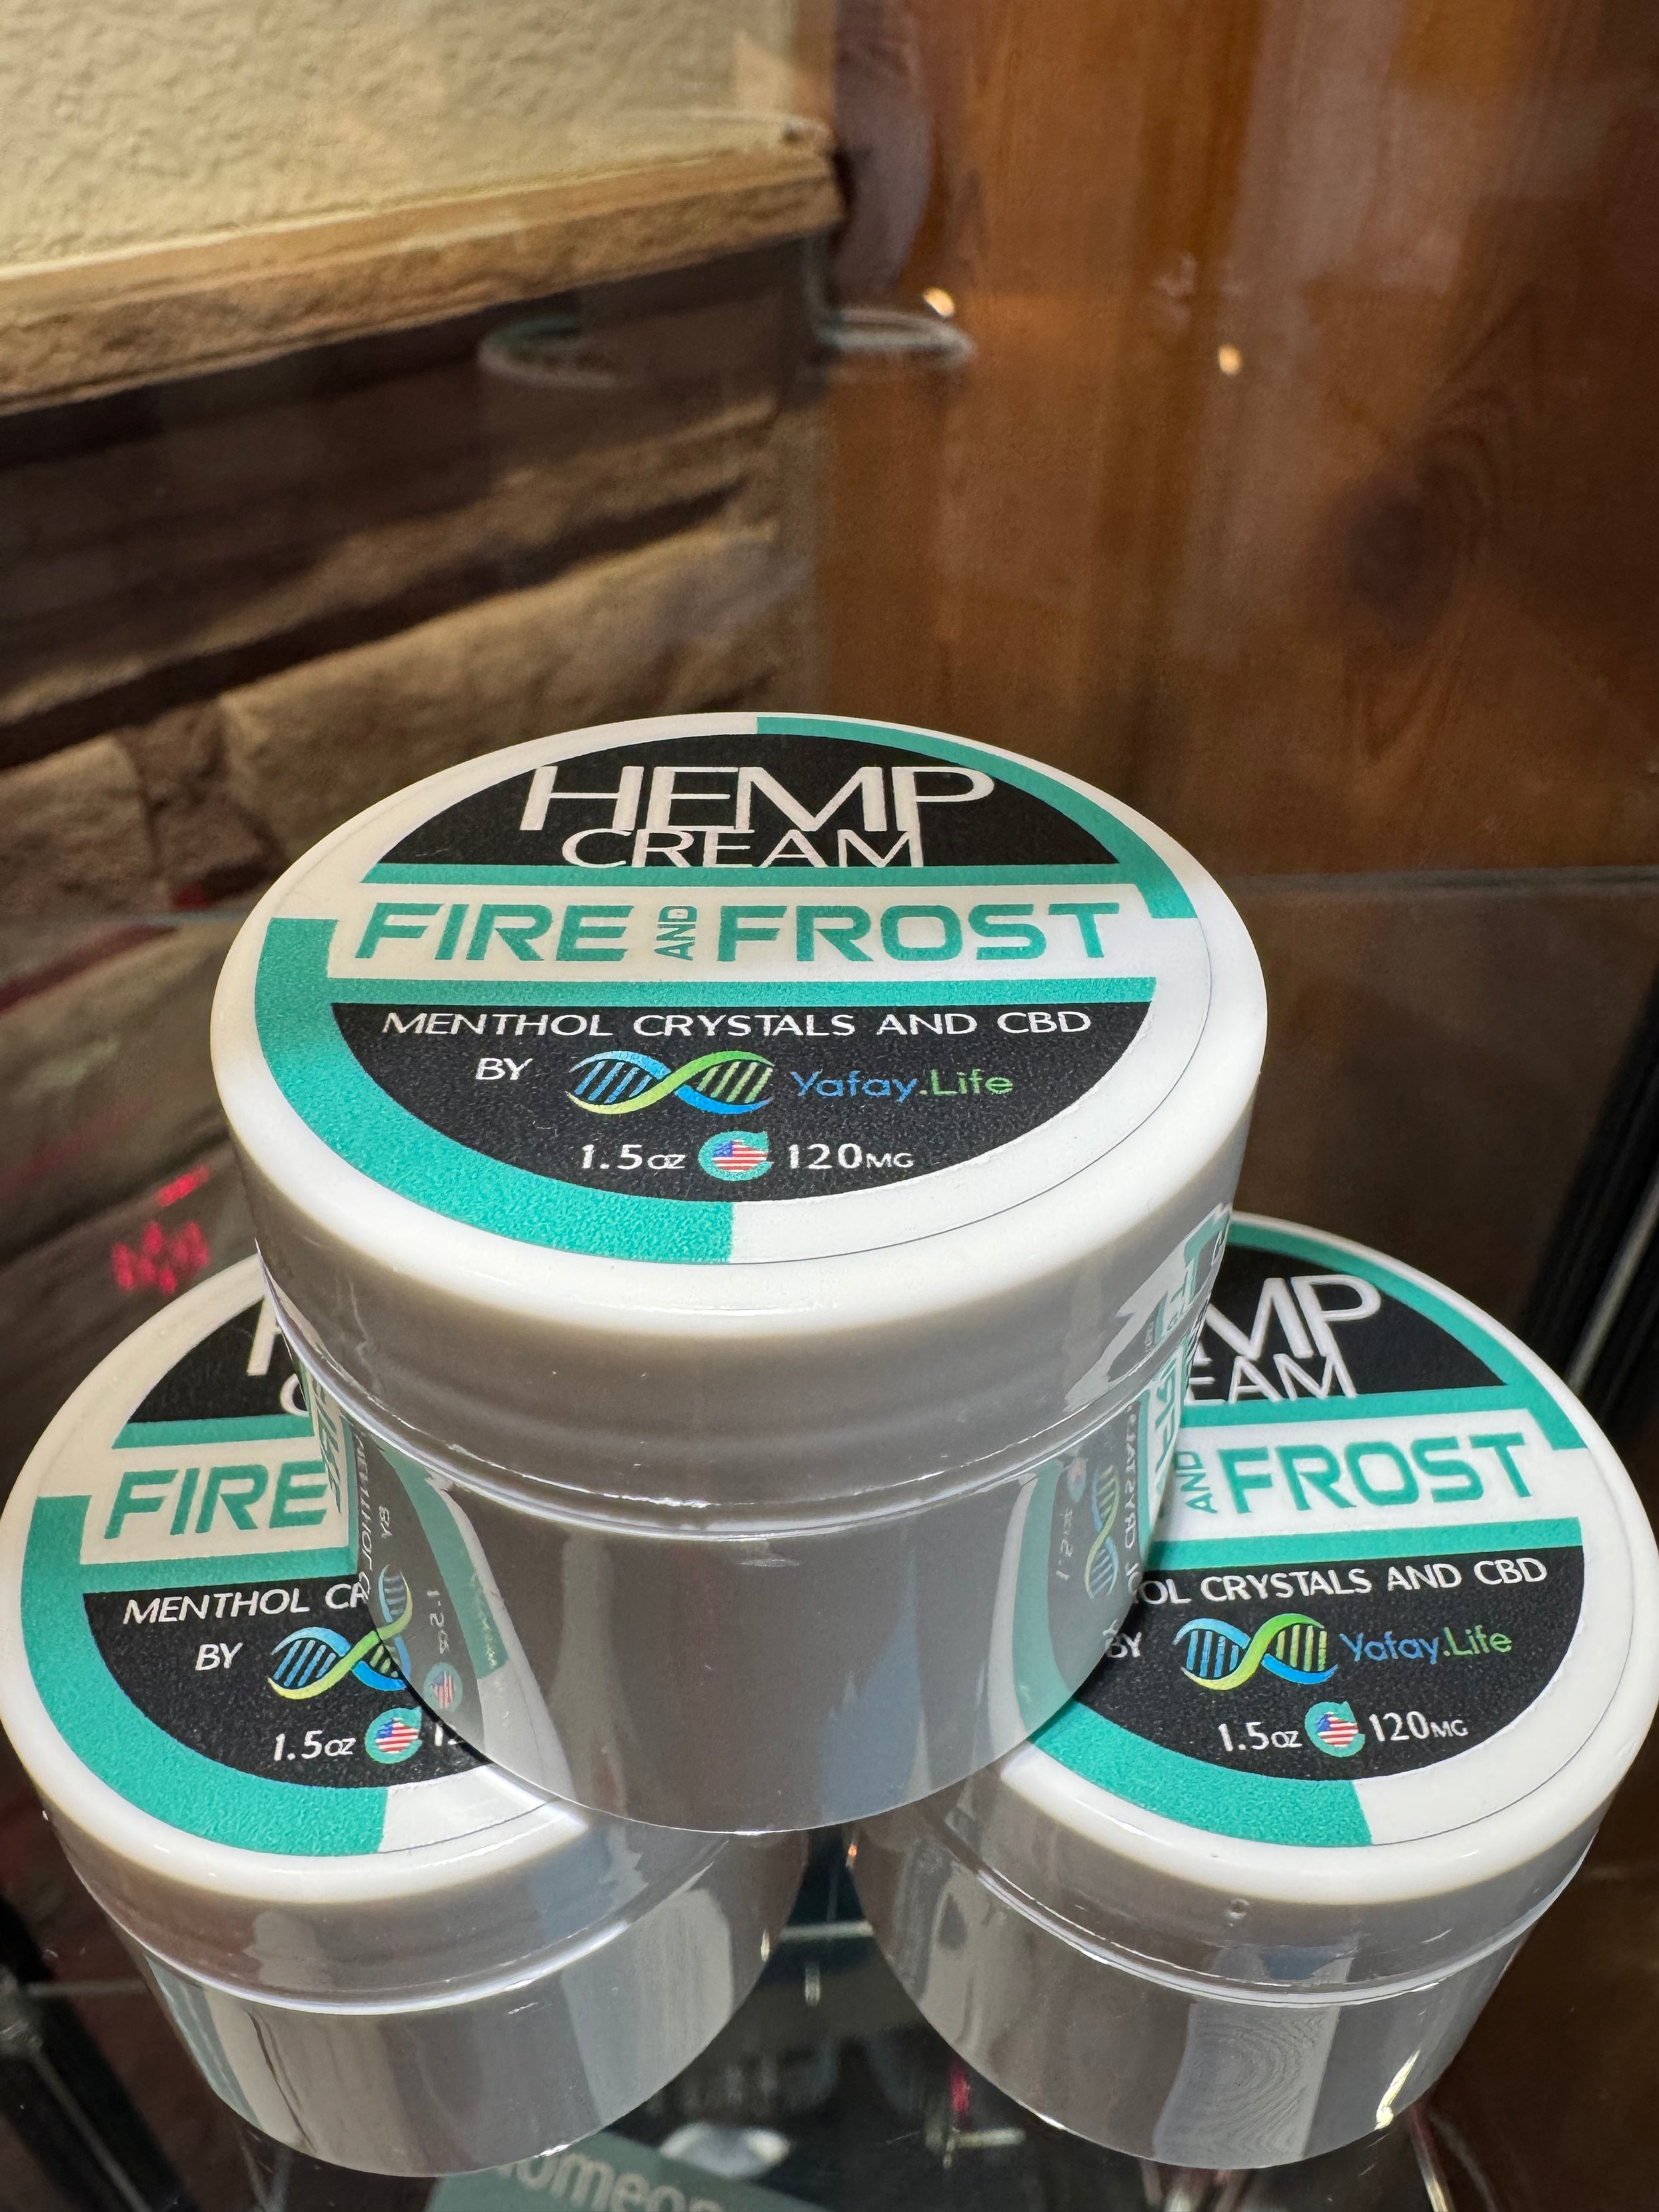 HEMP
CREAM
FIRE AND FROST
MENTHOL CRYSTALS AND CBD
BY Yafay.Life
1.5OZ 120MG
FIRE
MENTHOL
BY
1.5OZ
MP
AND FROST
CRYSTALS AND CBD
BY Yafay.Life
1.5OZ 120MG